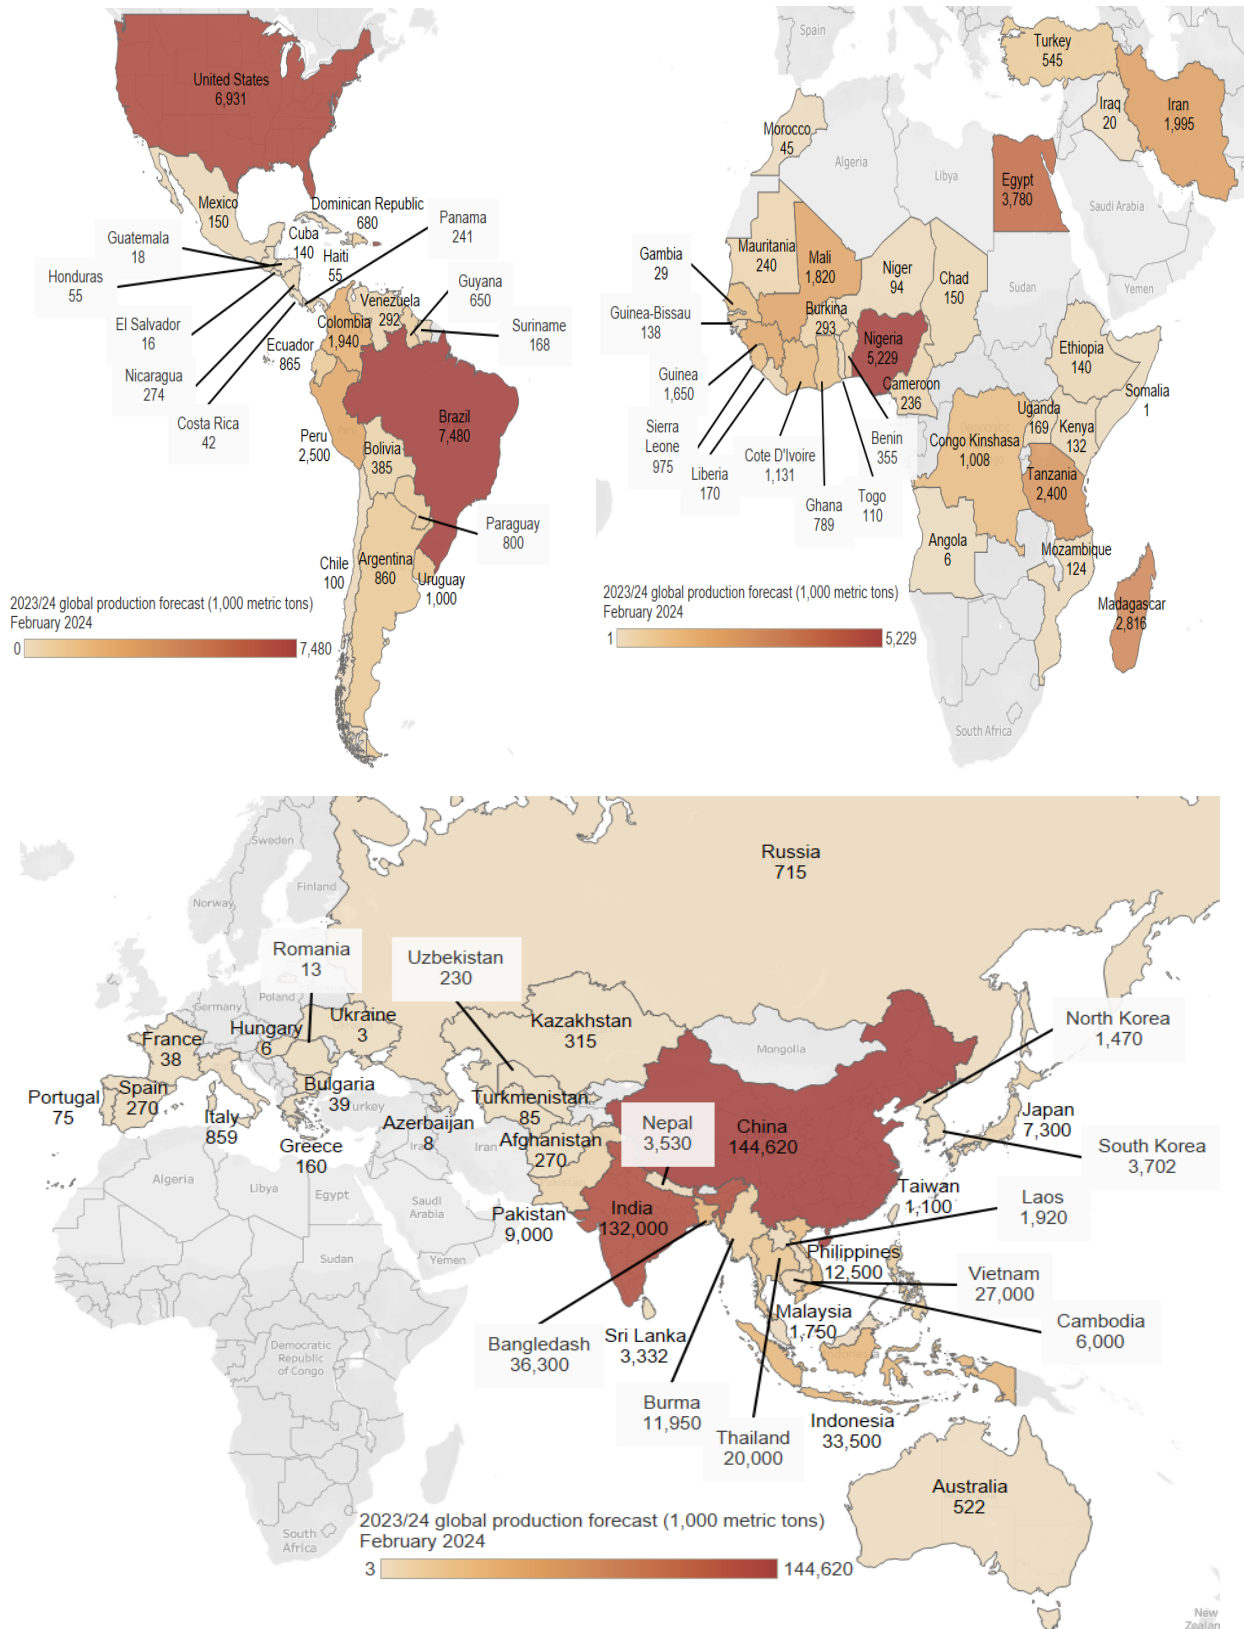 United States
6,931
Mexico
150
Dominican Republic
680
Cuba
140
Haiti
55
Panama
241
Guatemala
18
Honduras
55
Guyana
650
Venezuela
292
Suriname
168
El Salvador
16
Colombia
1,940
Ecuador
865
Nicaragua
274
Costa Rica
42
Brazil
7,480
Peru
Peru
2,500
Bolivia
385
Paraguay
800
Chile
100
Argentina
860
Uruguay
1,000
2023/24 global production forecast (1,000 metric tons)
February 2024
0
7,480
Spain
Turkey
545
Iraq
20
Iran
1,995
Morocco
45
Algeria
Libya
Egypt
3,780
Saudi Arabia
Mauritania
240
Mali
1,820
Niger
94
Chad
150
Sudan
Yemen
Gambia
29
Guinea-Bissau
138
Burkina
293
Nigeria
5,229
Ethiopia
140
Guinea
1,650
Cameroon
236
Somalia
1
Sierra
Leone
975
Liberia
170
Cote D'Ivoire
1,131
Benin
355
Ghana
789
Togo
110
Congo Kinshasa
1,008
Uganda
169
Kenya
132
Tanzania
2,400
Angola
6
Mozambique
124
Madagascar
2,816
South Africa
2023/24 global production forecast (1,000 metric tons)
February 2024
1
5,229
Russia
715
Sweden
Finland
Norway
Romania
13
Uzbekistan
230
Germany
Poland
Ukraine
3
Hungary
6
France
38
Kazakhstan
315
Mongolia
North Korea
1,470
Portugal
75
Spain
270
Italy
859
Bulgaria
39
Turkey
Greece
160
Azerbaijan
8
Turkmenistan
85
Afghanistan
270
Nepal
3,530
China
144,620
Japan
7,300
South Korea
3,702
Iraq
Iran
Algeria
Libya
Egypt
Saudi
Arabia
Pakistan
9,000
India
132,000
Taiwan
1,100
Laos
1,920
Sudan
Yemen
Philippines
12,500
Vietnam
27,000
Malaysia
1,750
Cambodia
6,000
Bangledash
36,300
Sri Lanka
3,332
Democratic
Republic
of Congo
Burma
11,950
Thailand
20,000
Indonesia
33,500
Australia
522
South
Africa
2023/24 global production forecast (1,000 metric tons)
February 2024
3
144,620
New
Zealan